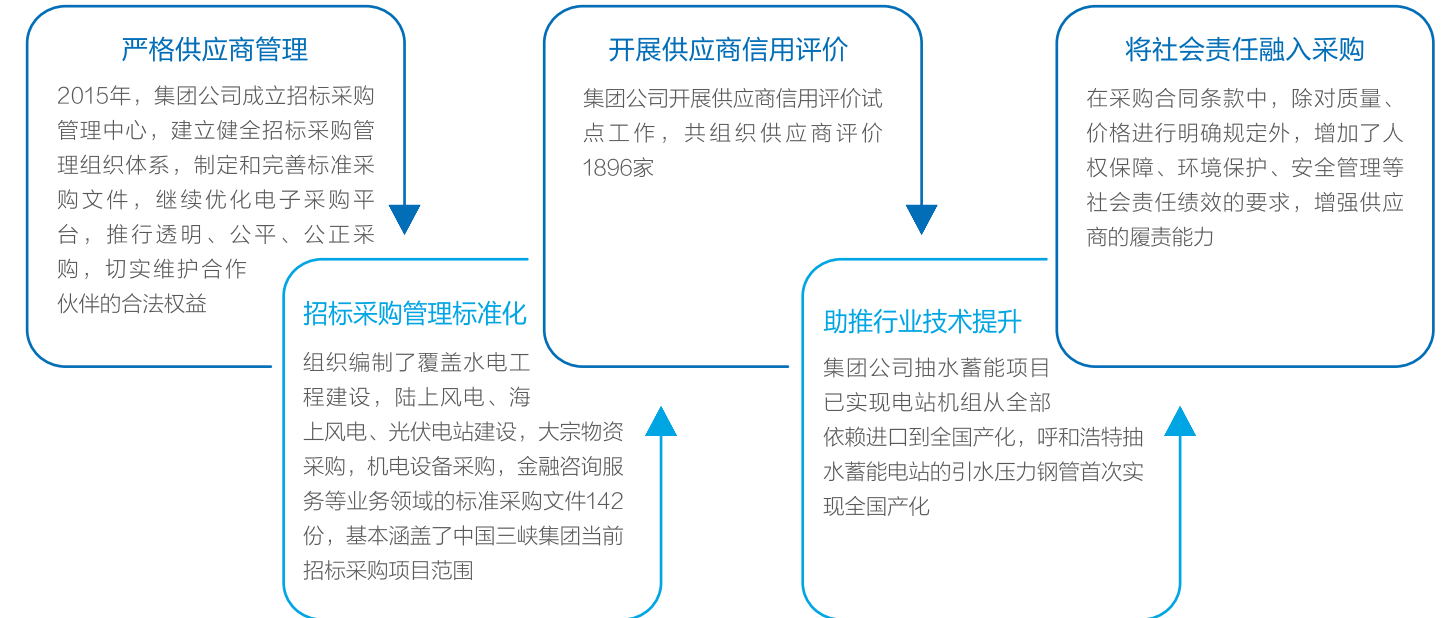 严格供应商管理
2015年，集团公司成立招标采购
管理中心，建立健全招标采购管
理组织体系，制定和完善标准采
购文件，继续优化电子采购平
台，推行透明、公平、公正采
购，切实维护合作
伙伴的合法权益
招标采购管理标准化
组织编制了覆盖水电工
程建设，陆上风电、海
上风电、光伏电站建设，大宗物资
采购，机电设备采购，金融咨询服
务等业务领域的标准采购文件142
份，基本涵盖了中国三峡集团当前
招标采购项目范围
开展供应商信用评价
集团公司开展供应商信用评价试
点工作，共组织供应商评价
1896家
助推行业技术提升
集团公司抽水蓄能项目
已实现电站机组从全部
依赖进口到全国产化，呼和浩特抽
水蓄能电站的引水压力钢管首次实
现全国产化
将社会责任融入采购
在采购合同条款中，除对质量、
价格进行明确规定外，增加了人
权保障、环境保护、安全管理等
社会责任绩效的要求，增强供应
商的履责能力